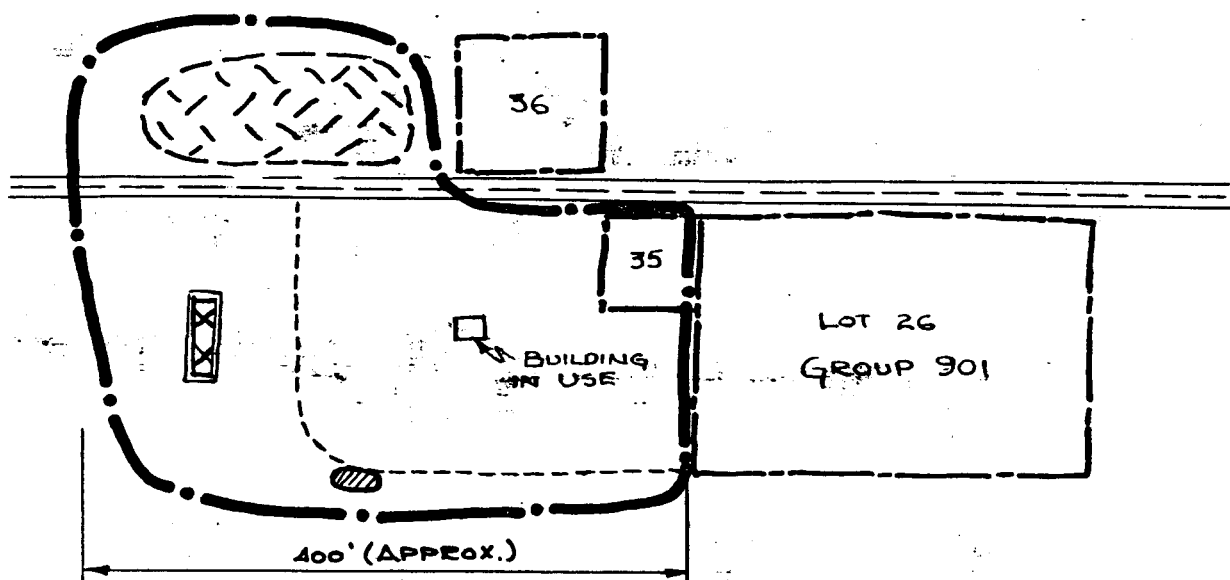 36
35
LOT 26
GROUP 901
BUILDING
IN USE
400' (APPROX.)